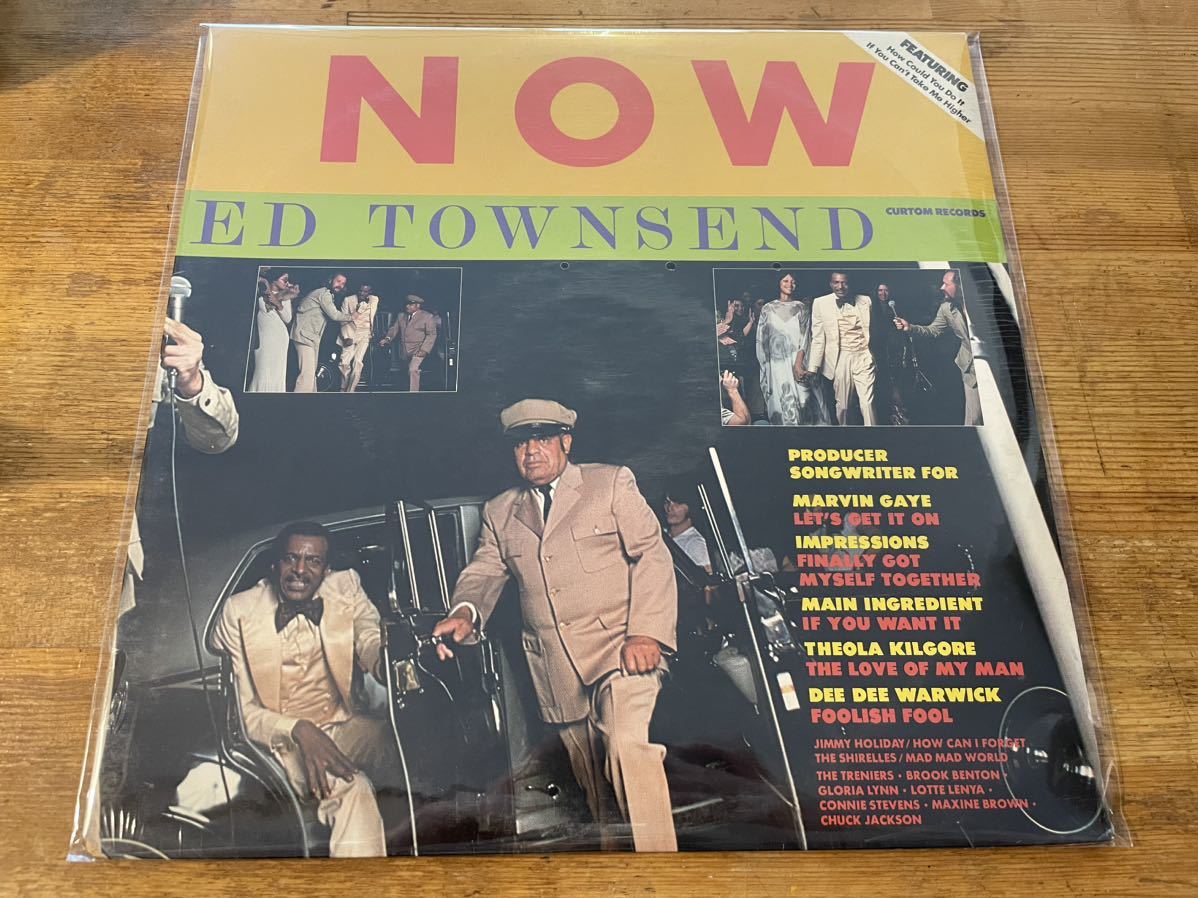 NOW
FEATURING
How Could You Do It
If You Can't Take Me Higher
ED TOWNSEND
CURTOM RECORDS
PRODUCER
SONGWRITER FOR
MARVIN GAYE
LET'S GET IT ON
IMPRESSIONS
FINALLY GOT
MYSELF TOGETHER
MAIN INGREDIENT
IF YOU WANT IT
THEOLA KILGORE
THE LOVE OF MY MAN
DEE DEE WARWICK
FOOLISH FOOL
JIMMY HOLIDAY/HOW CAN I FORGET
THE SHIRELLES/MAD MAD WORLD
THE TRENIERS • BROOK BENTON •
GLORIA LYNN • LOTTE LENYA •
CONNIE STEVENS • MAXINE BROWN •
CHUCK JACKSON